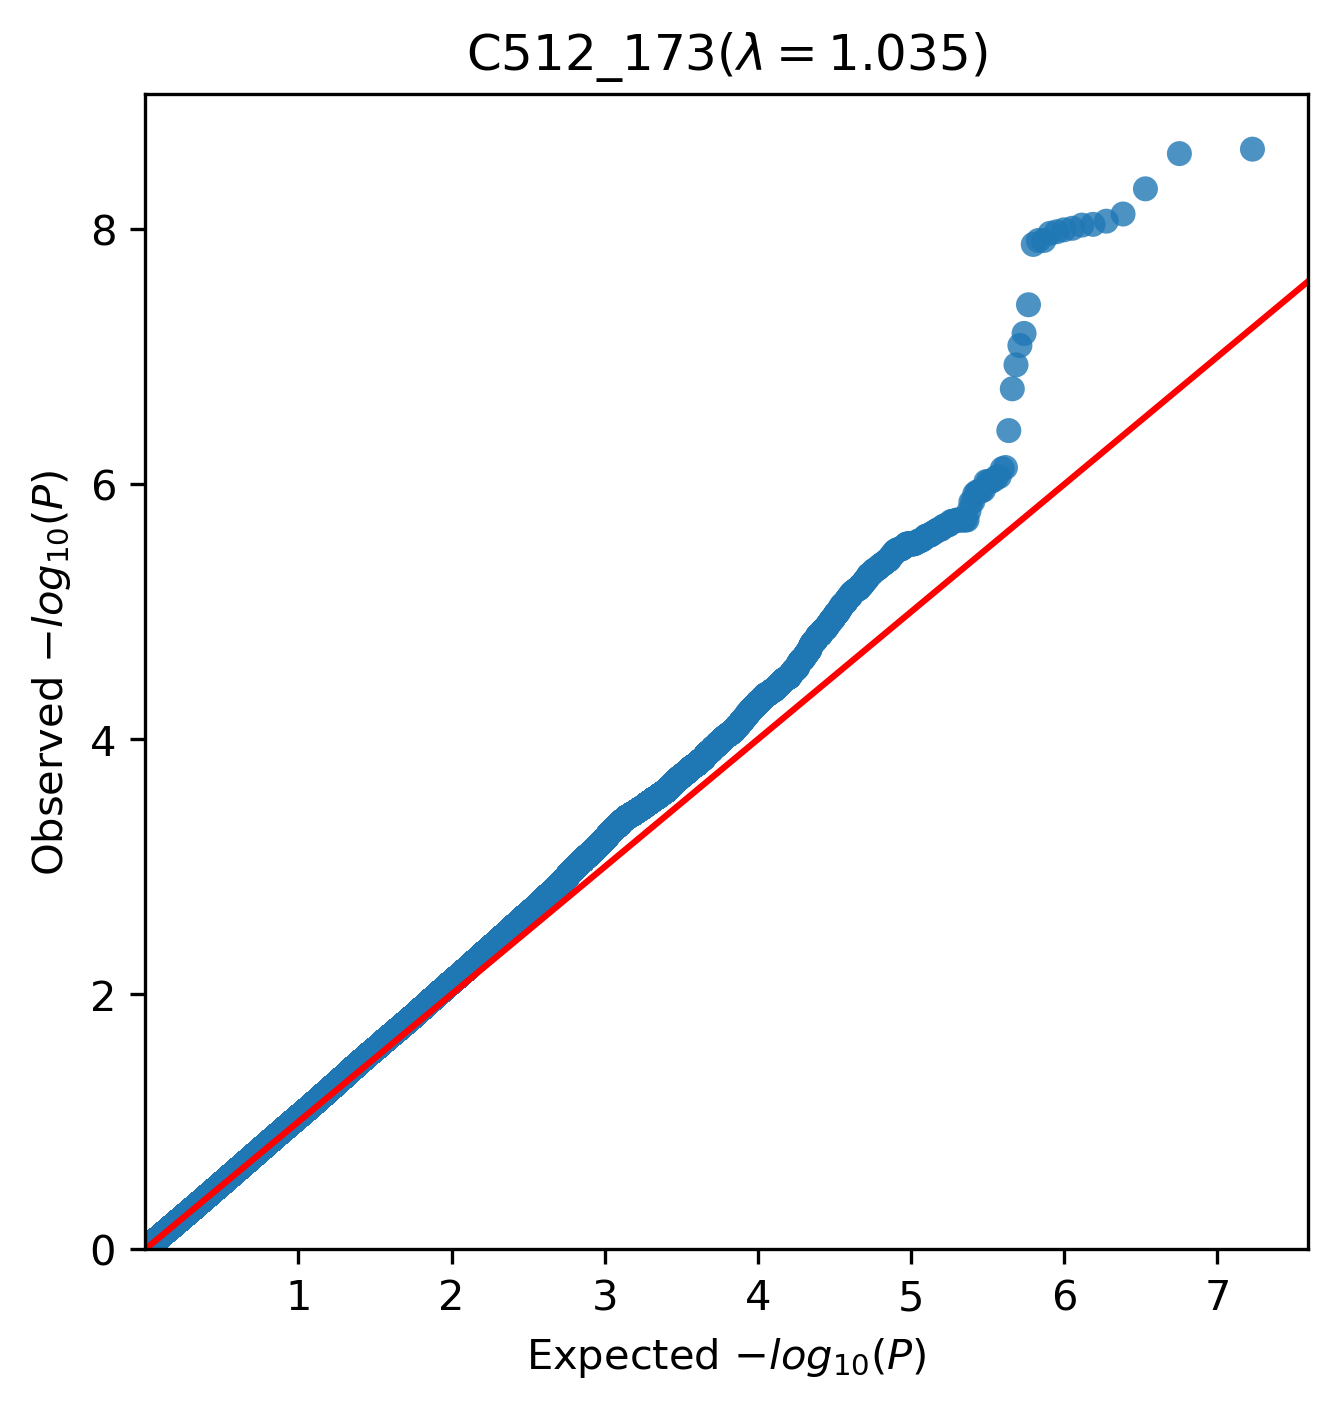 C512_173(λ = 1.035)
Observed −log10(P)
8
6
4
2
0
1 2 3 4 5 6 7
Expected −log10(P)